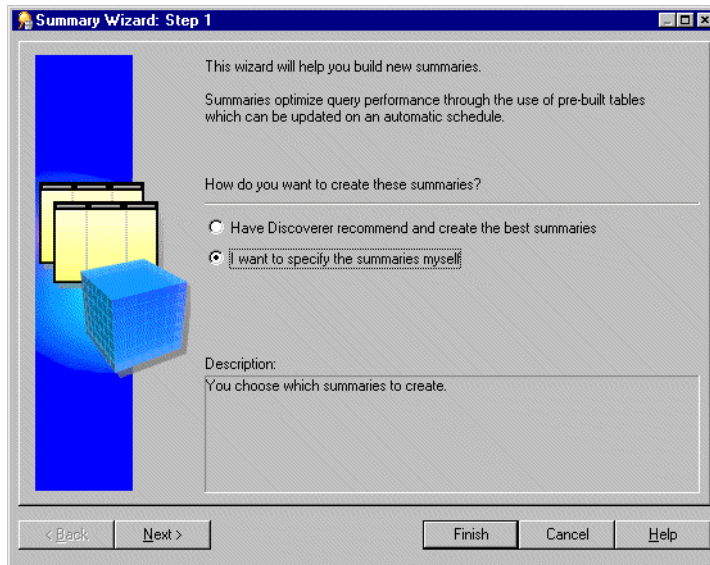 Summary Wizard: Step 1
This wizard will help you build new summaries.
Summaries optimize query performance through the use of pre-built tables
which can be updated on an automatic schedule.
How do you want to create these summaries?
Have Discoverer recommend and create the best summaries
I want to specify the summaries myself
Description:
You choose which summaries to create.
< Back Next > Finish Cancel Help